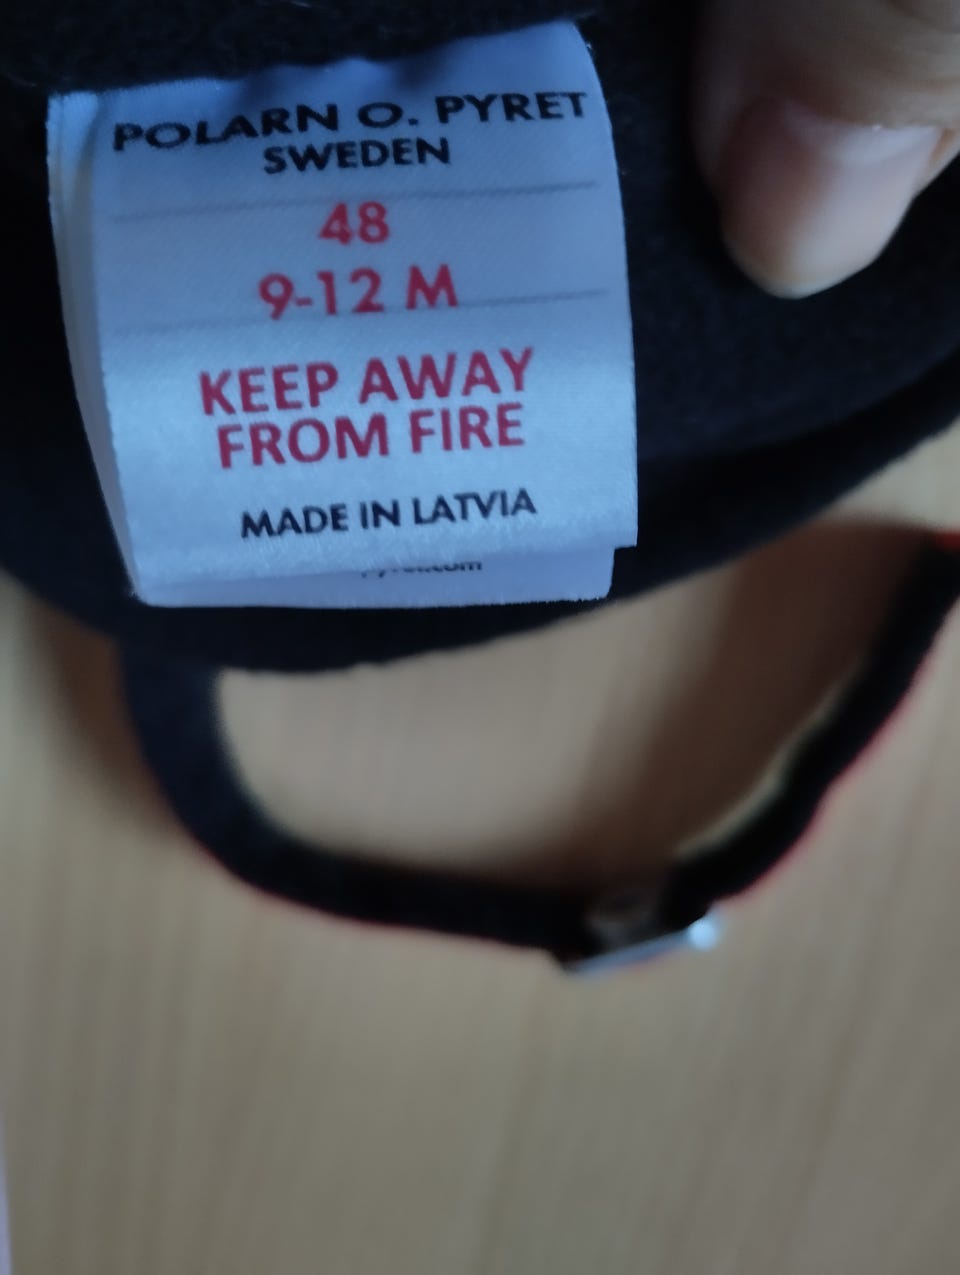 POLARN O. PYRET
SWEDEN
48
9-12 M
KEEP AWAY
FROM FIRE
MADE IN LATVIA